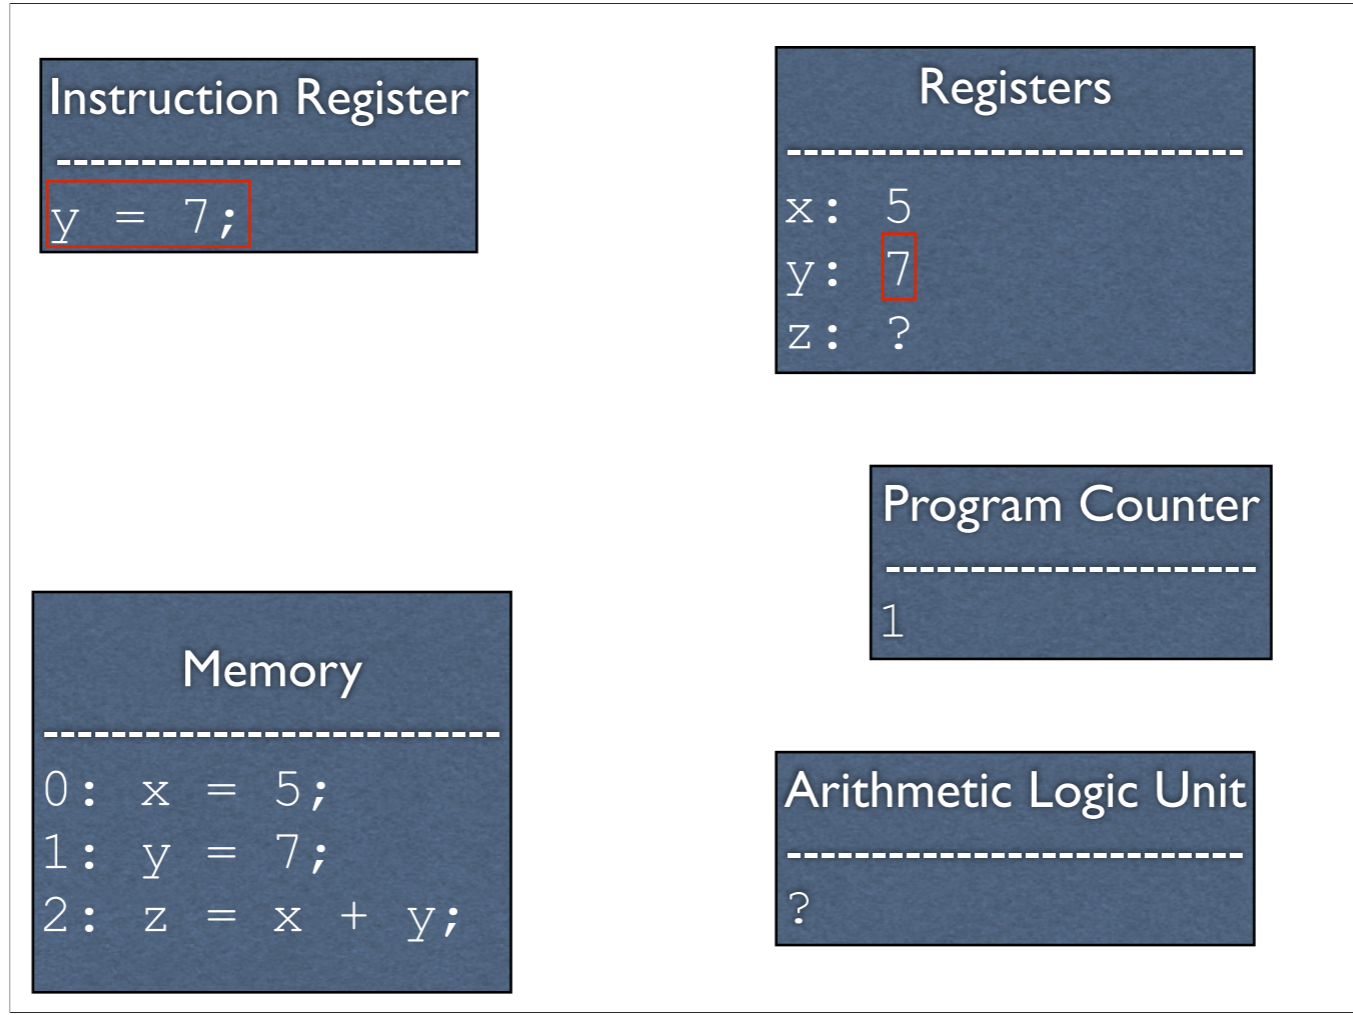 Instruction Register
-------------------------
y = 7;
Registers
----------------------------
x: 5
y: 7
z: ?
Program Counter
-----------------------
1
Memory
----------------------------
0: x = 5;
1: y = 7;
2: z = x + y;
Arithmetic Logic Unit
----------------------------
?